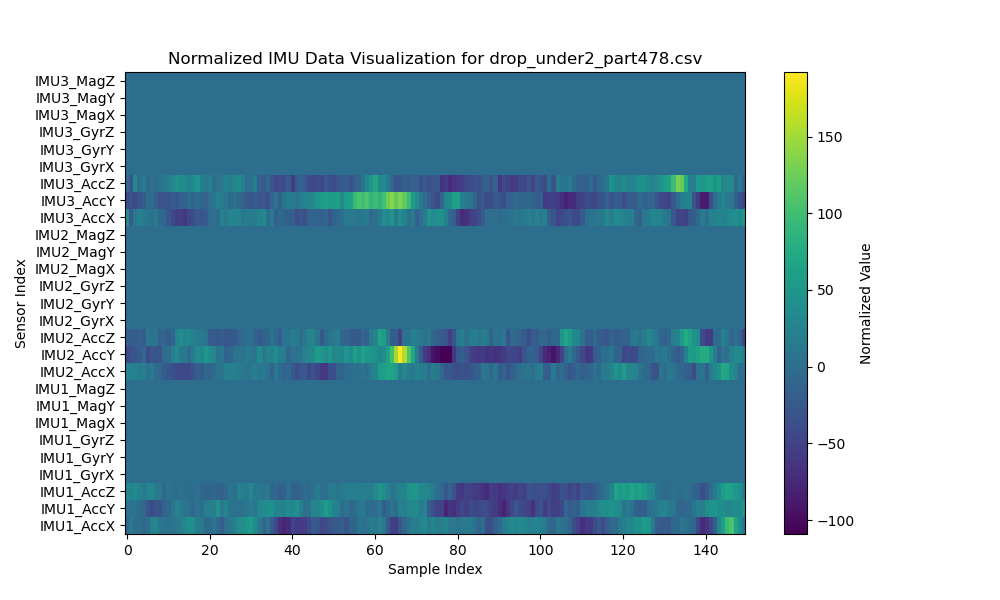 Normalized IMU Data Visualization for drop_under2_part478.csv
IMU3_MagZ
IMU3_MagY
IMU3_MagX
IMU3_GyrZ
IMU3_GyrY
IMU3_GyrX
IMU3_AccZ
IMU3_AccY
IMU3_AccX
IMU2_MagZ
IMU2_MagY
IMU2_MagX
IMU2_GyrZ
IMU2_GyrY
IMU2_GyrX
IMU2_AccZ
IMU2_AccY
IMU2_AccX
IMU1_MagZ
IMU1_MagY
IMU1_MagX
IMU1_GyrZ
IMU1_GyrY
IMU1_GyrX
IMU1_AccZ
IMU1_AccY
IMU1_AccX
Sensor Index
0 20 40 60 80 100 120 140
Sample Index
150
100
50
0
−50
−100
Normalized Value